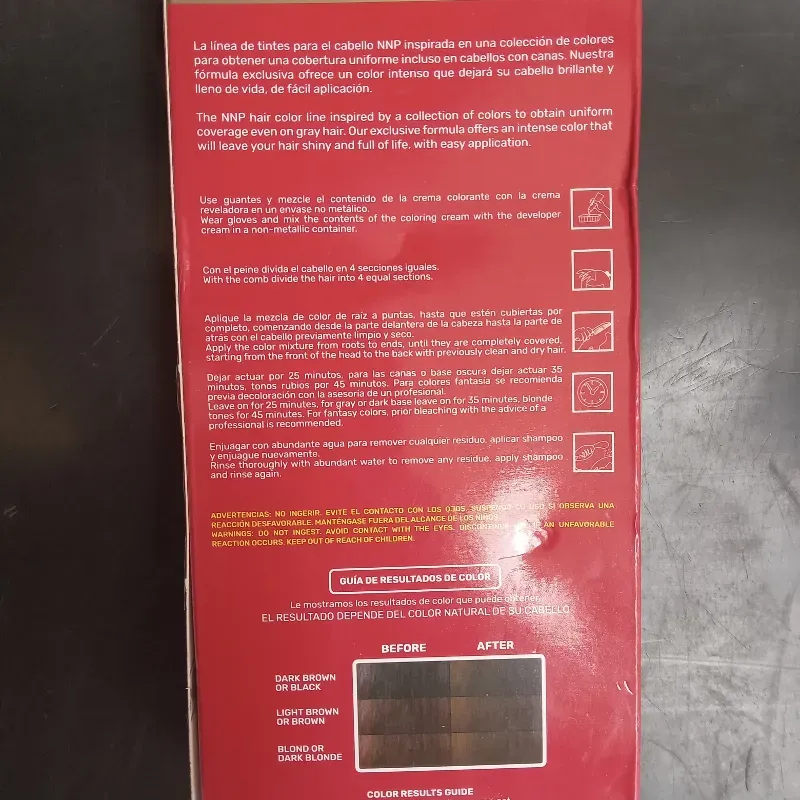 La línea de tintes para el cabello NNP inspirada en una colección de colores
para obtener una cobertura uniforme incluso en cabellos con canas. Nuestra
fórmula exclusiva ofrece un color intenso que dejará su cabello brillante y
lleno de vida, de fácil aplicación.
The NNP hair color line inspired by a collection of colors to obtain uniform
coverage even on gray hair. Our exclusive formula offers an intense color that
will leave your hair shiny and full of life, with easy application.
Use guantes y mezcle el contenido de la crema colorante con la crema
reveladora en un envase no metálico.
Wear gloves and mix the contents of the coloring cream with the developer
cream in a non-metallic container.
Con el peine divida el cabello en 4 secciones iguales.
With the comb divide the hair into 4 equal sections.
Aplique la mezcla de color de raíz a puntas, hasta que estén cubiertas por
completo, comenzando desde la parte delantera de la cabeza hasta la parte de
atrás con el cabello previamente limpio y seco.
Apply the color mixture from roots to ends, until they are completely covered,
starting from the front of the head to the back with previously clean and dry hair.
Dejar actuar por 25 minutos, para las canas o base oscura dejar actuar 35
minutos, tonos rubios por 45 minutos. Para colores fantasía se recomienda
previa decoloración con la asesoría de un profesional.
Leave on for 25 minutes, for gray or dark base leave on for 35 minutes, blonde
tones for 45 minutes. For fantasy colors, prior bleaching with the advice of a
professional is recommended.
Enjuagar con abundante agua para remover cualquier residuo, aplicar shampoo
y enjuague nuevamente.
Rinse thoroughly with abundant water to remove any residue, apply shampoo
and rinse again.
ADVERTENCIAS: NO INGERIR. EVITE EL CONTACTO CON LOS OJOS. SUSPENDA SU USO SI OBSERVA UNA
REACCIÓN DESFAVORABLE. MANTÉNGASE FUERA DEL ALCANCE DE LOS NIÑOS.
WARNINGS: DO NOT INGEST. AVOID CONTACT WITH THE EYES. DISCONTINUE IF AN UNFAVORABLE
REACTION OCCURS. KEEP OUT OF REACH OF CHILDREN.
GUÍA DE RESULTADOS DE COLOR
Le mostramos los resultados de color que puede obtener.
EL RESULTADO DEPENDE DEL COLOR NATURAL DE SU CABELLO
BEFORE AFTER
DARK BROWN
OR BLACK
LIGHT BROWN
OR BROWN
BLOND OR
DARK BLONDE
COLOR RESULTS GUIDE